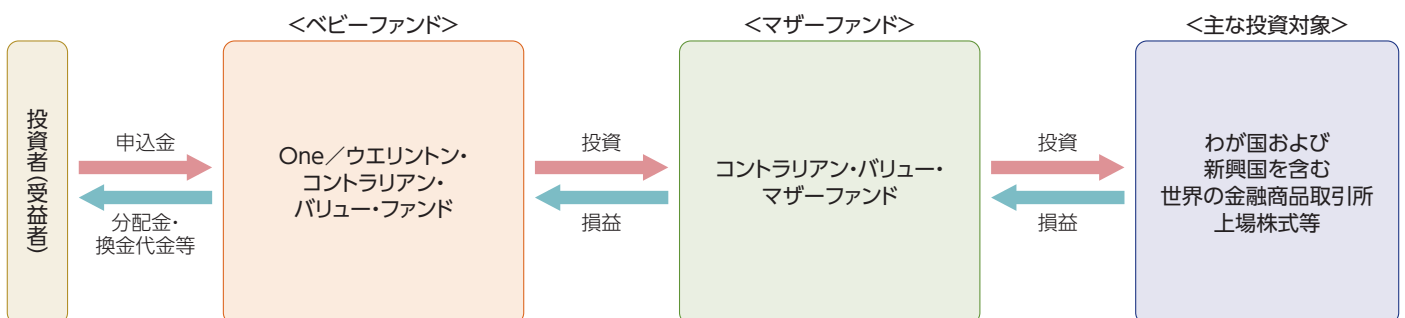 <ベビーファンド>
<マザーファンド>
<主な投資対象>
投資者(受益者)
申込金
分配金・
換金代金等
One／ウエリントン・
コントラリアン・
バリュー・ファンド
投資
損益
コントラリアン・バリュー・
マザーファンド
投資
損益
わが国および
新興国を含む
世界の金融商品取引所
上場株式等